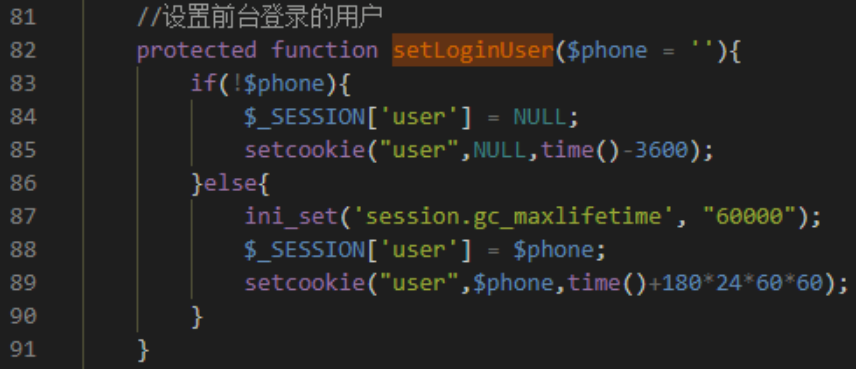 81 //设置前台登录的用户
82 protected function setLoginUser($phone = ''){
83 if(!$phone){
84 $_SESSION['user'] = NULL;
85 setcookie("user",NULL,time()-3600);
86 }else{
87 ini_set('session.gc_maxlifetime', "60000");
88 $_SESSION['user'] = $phone;
89 setcookie("user",$phone,time()+180*24*60*60);
90 }
91 }